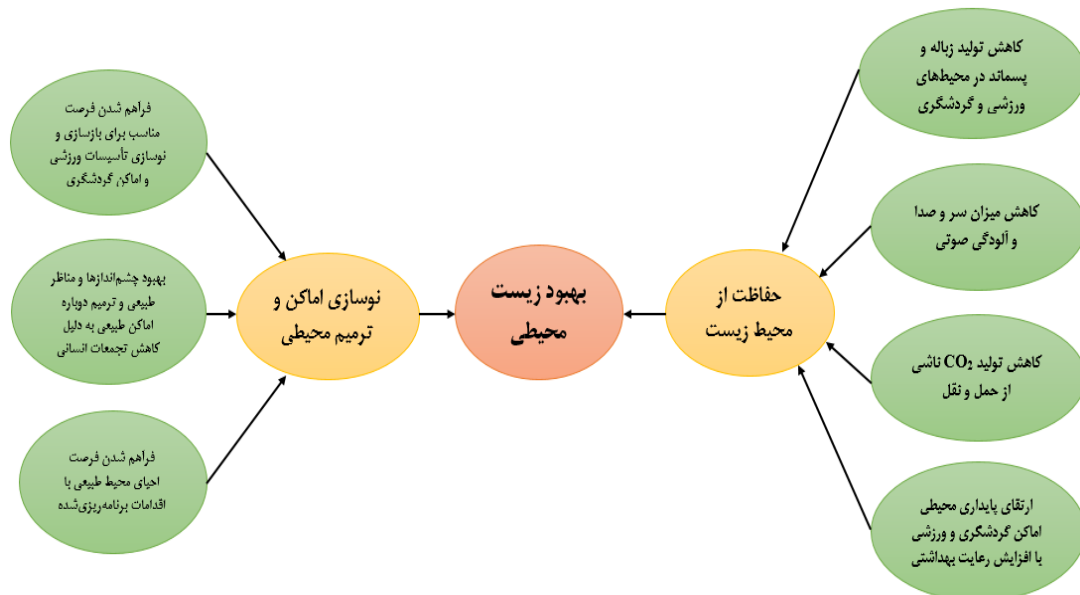 کاهش تولید زباله و
پسماند در محیط‌های
ورزشی و گردشگری
کاهش میزان سر و صدا
و آلودگی صوتی
کاهش تولید CO₂ ناشی
از حمل و نقل
ارتقای پایداری محیطی
اماکن گردشگری و ورزشی
با افزایش رعایت بهداشتی
حفاظت از
محیط زیست
بهبود زیست
محیطی
نوسازی اماکن و
ترمیم محیطی
فراهم شدن فرصت
مناسب برای بازسازی و
نوسازی تأسیسات ورزشی
و اماکن گردشگری
بهبود چشم‌اندازها و مناظر
طبیعی و ترمیم دوباره
اماکن طبیعی به دلیل
کاهش تجمعات انسانی
فراهم شدن فرصت
احیای محیط طبیعی با
اقدامات برنامه‌ریزی‌شده